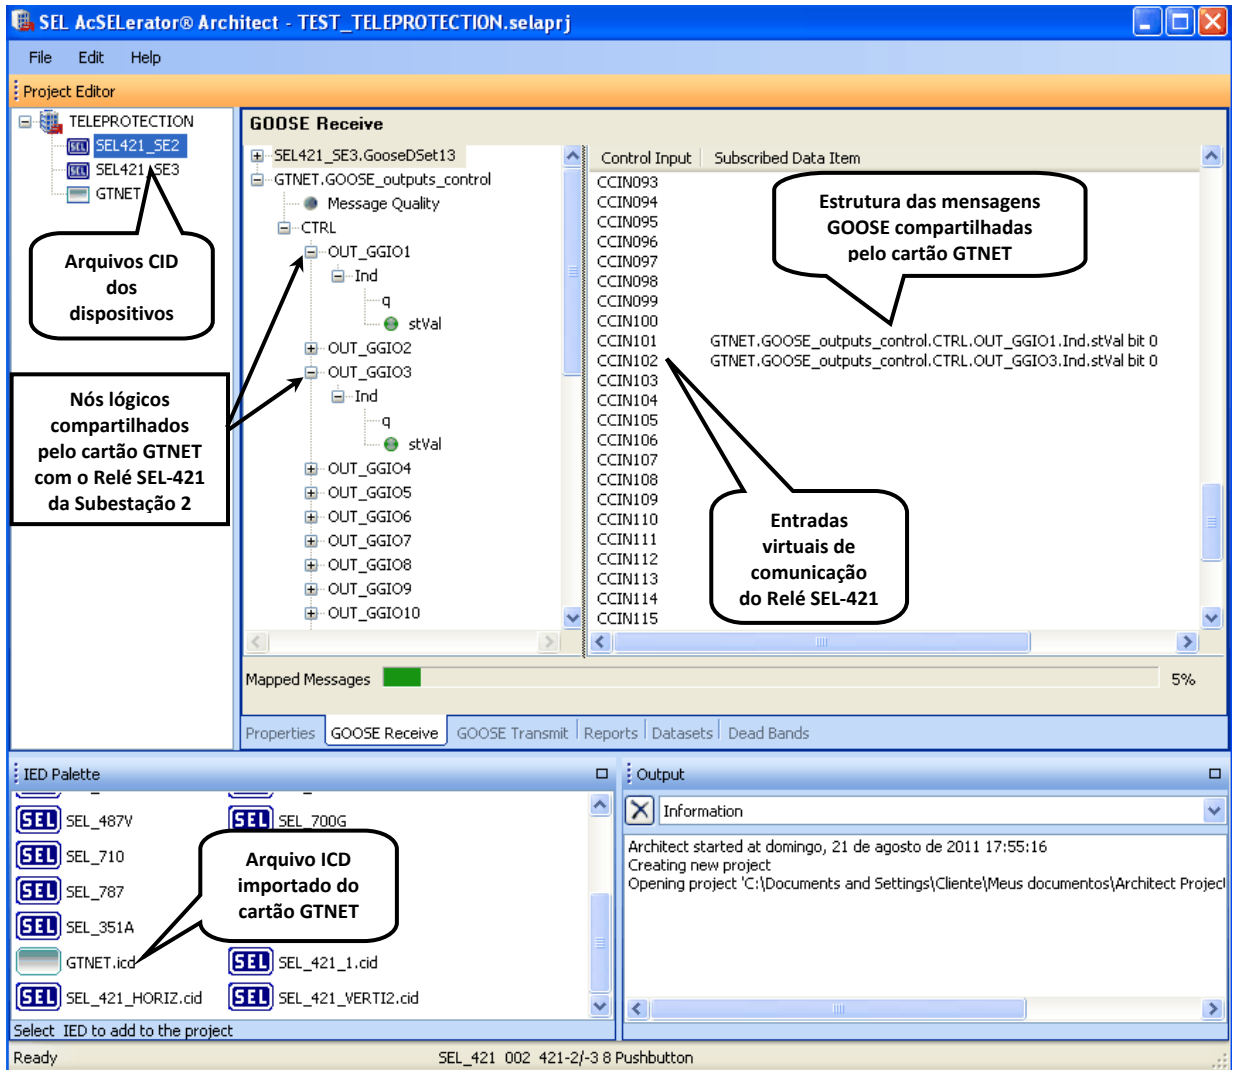 SEL AcSELerator® Architect - TEST_TELEPROTECTION.selaprj
File Edit Help
Project Editor
TELEPROTECTION
SEL421_SE2
SEL421_SE3
GTNET
Arquivos CID
dos
dispositivos
Nós lógicos
compartilhados
pelo cartão GTNET
com o Relé SEL-421
da Subestação 2
GOOSE Receive
SEL421_SE3.GooseDSet13
GTNET.GOOSE_outputs_control
Message Quality
CTRL
OUT_GGIO1
Ind
q
stVal
OUT_GGIO2
OUT_GGIO3
Ind
q
stVal
OUT_GGIO4
OUT_GGIO5
OUT_GGIO6
OUT_GGIO7
OUT_GGIO8
OUT_GGIO9
OUT_GGIO10
Control Input Subscribed Data Item
CCIN093
CCIN094
CCIN095
CCIN096
CCIN097
CCIN098
CCIN099
CCIN100
CCIN101 GTNET.GOOSE_outputs_control.CTRL.OUT_GGIO1.Ind.stVal bit 0
CCIN102 GTNET.GOOSE_outputs_control.CTRL.OUT_GGIO3.Ind.stVal bit 0
CCIN103
CCIN104
CCIN105
CCIN106
CCIN107
CCIN108
CCIN109
CCIN110
CCIN111
CCIN112
CCIN113
CCIN114
CCIN115
Estrutura das mensagens
GOOSE compartilhadas
pelo cartão GTNET
Entradas
virtuais de
comunicação
do Relé SEL-421
Mapped Messages 5%
Properties GOOSE Receive GOOSE Transmit Reports Datasets Dead Bands
IED Palette
SEL SEL_487V
SEL SEL_700G
SEL SEL_710
SEL SEL_787
SEL SEL_351A
GTNET.icd
SEL SEL_421_1.cid
SEL SEL_421_HORIZ.cid
SEL SEL_421_VERTI2.cid
Arquivo ICD
importado do
cartão GTNET
Select IED to add to the project
Output
Information
Architect started at domingo, 21 de agosto de 2011 17:55:16
Creating new project
Opening project 'C:\Documents and Settings\Cliente\Meus documentos\Architect Project
Ready SEL_421 002 421-2/-3 8 Pushbutton